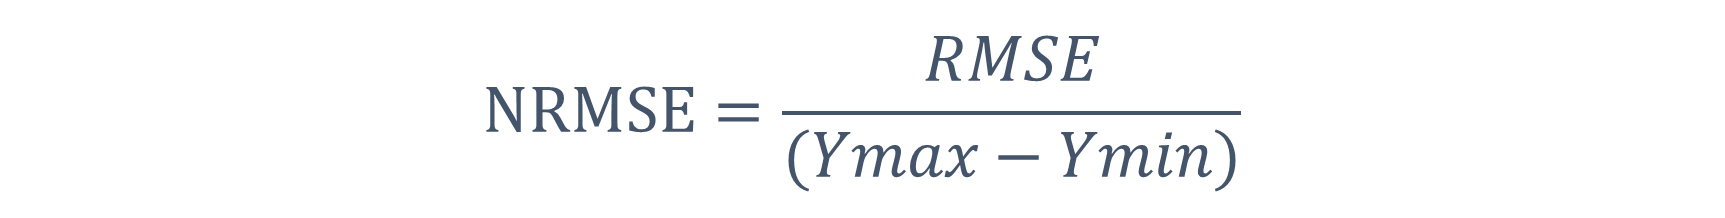 NRMSE = RMSE / (Ymax − Ymin)